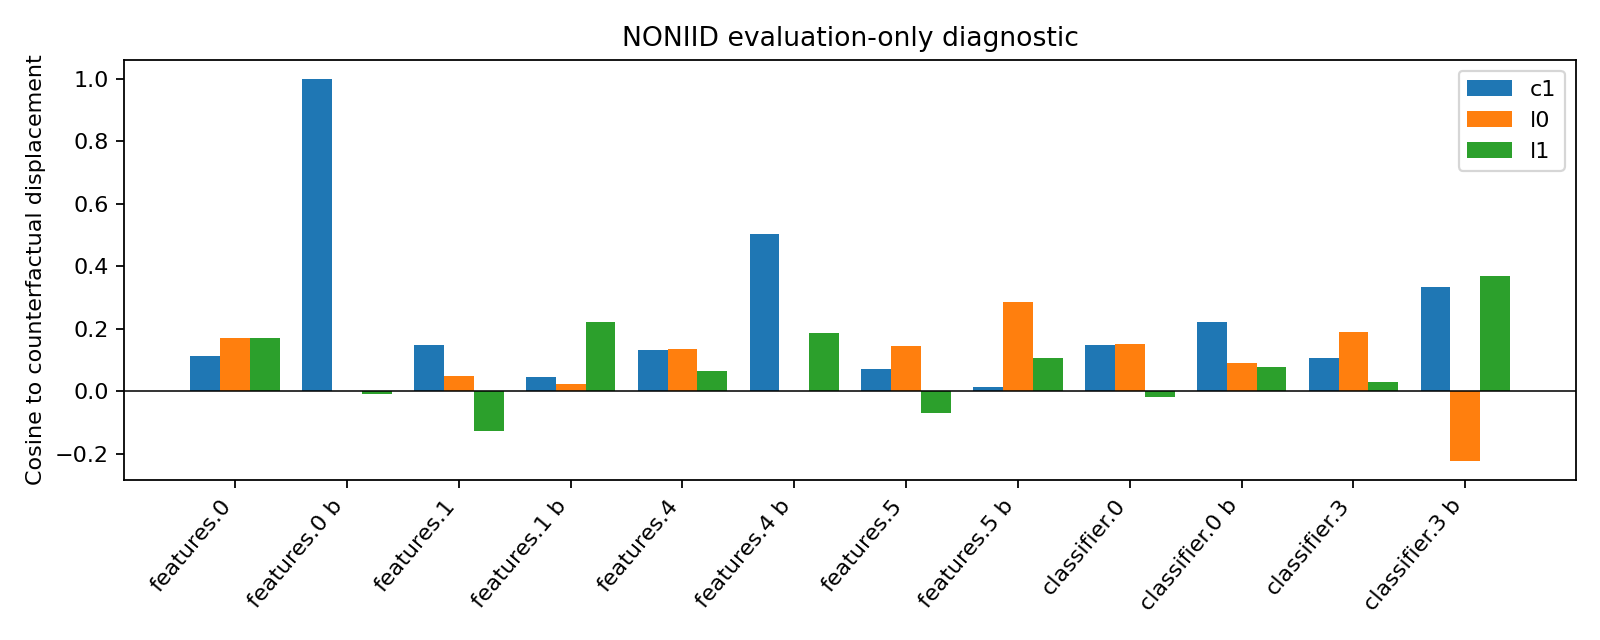 NONIID evaluation-only diagnostic
Cosine to counterfactual displacement
1.0
0.8
0.6
0.4
0.2
0.0
−0.2
c1
l0
l1
features.0
features.0 b
features.1
features.1 b
features.4
features.4 b
features.5
features.5 b
classifier.0
classifier.0 b
classifier.3
classifier.3 b